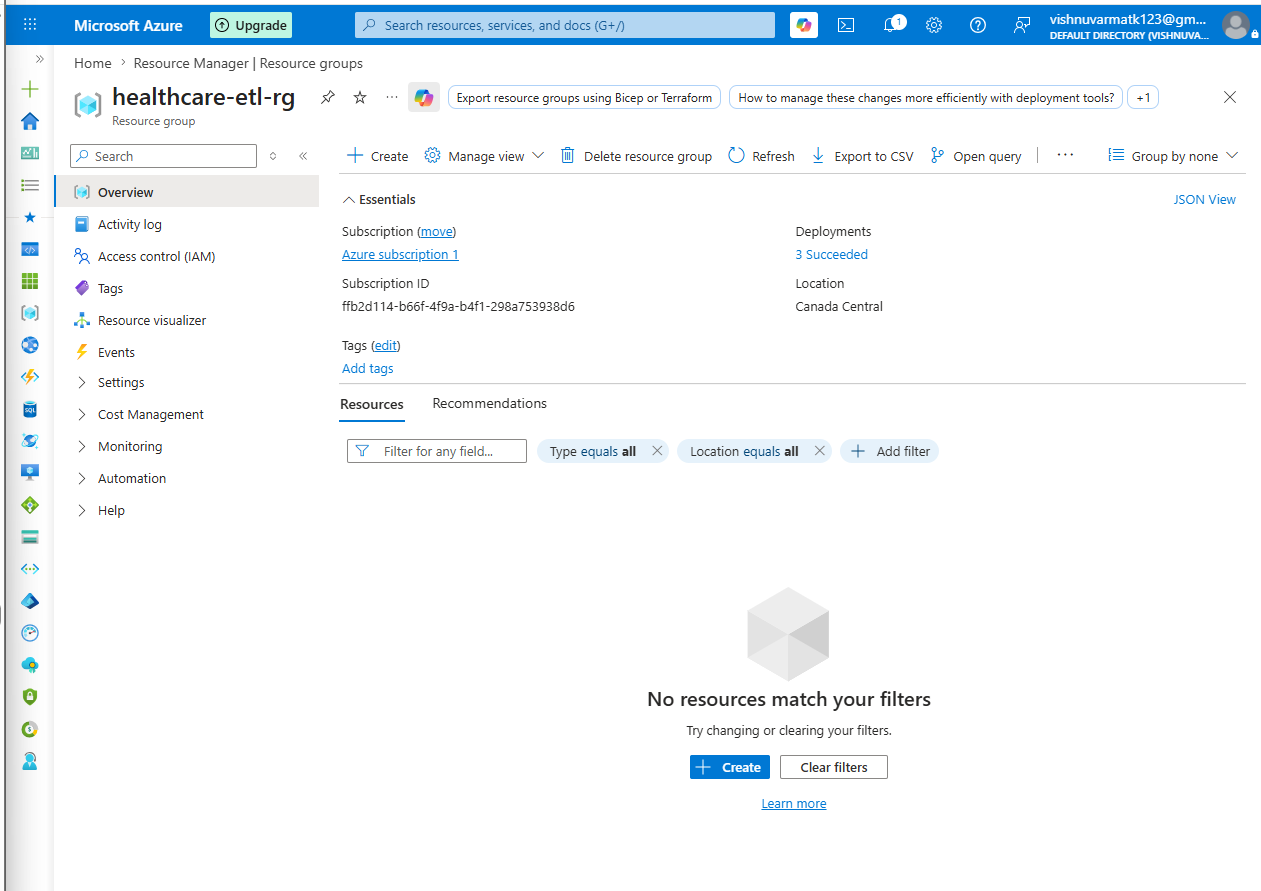 Microsoft Azure
Upgrade
Search resources, services, and docs (G+/)
1
vishnuvarmatk123@gm...
DEFAULT DIRECTORY (VISHNUVA...
Home > Resource Manager | Resource groups
healthcare-etl-rg
...
Export resource groups using Bicep or Terraform
How to manage these changes more efficiently with deployment tools?
+1
Resource group
Search
Overview
Activity log
Access control (IAM)
Tags
Resource visualizer
Events
Settings
Cost Management
Monitoring
Automation
Help
Create
Manage view
Delete resource group
Refresh
Export to CSV
Open query
...
Group by none
Essentials
JSON View
Subscription (move)
Azure subscription 1
Subscription ID
ffb2d114-b66f-4f9a-b4f1-298a753938d6
Deployments
3 Succeeded
Location
Canada Central
Tags (edit)
Add tags
Resources
Recommendations
Filter for any field...
Type equals all
Location equals all
Add filter
No resources match your filters
Try changing or clearing your filters.
Create
Clear filters
Learn more